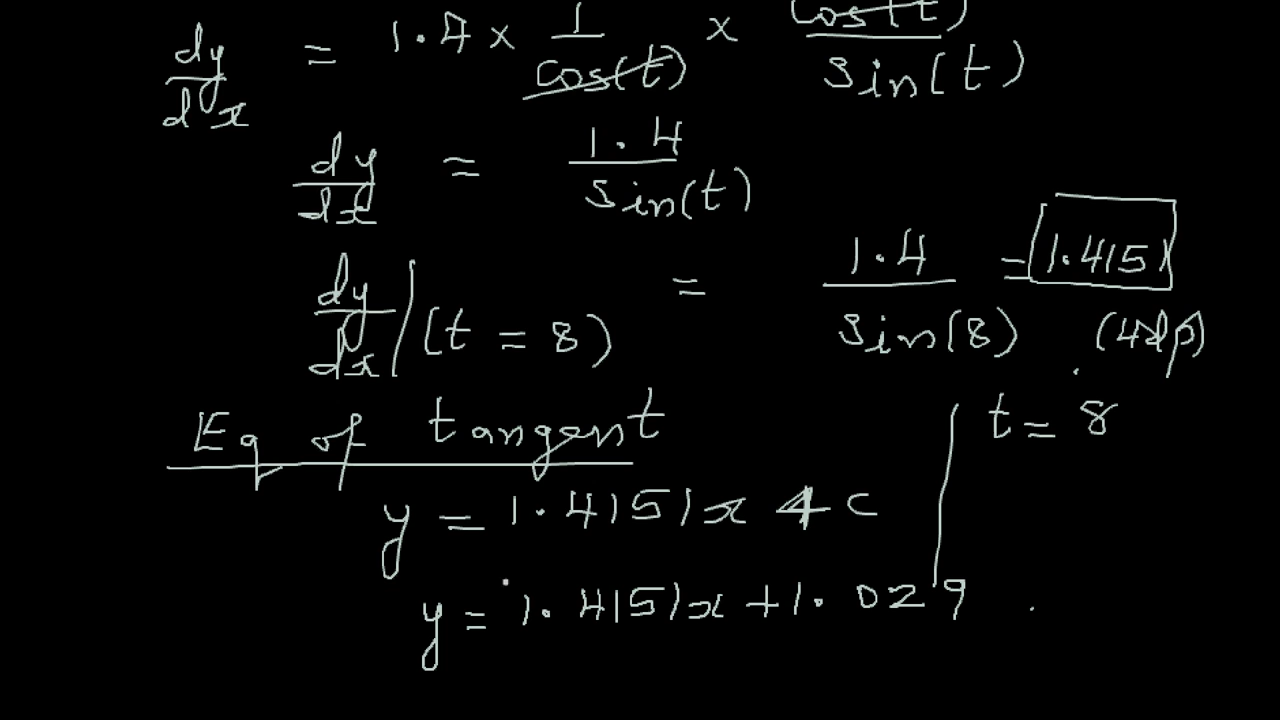 dy/dx = 1.4 × 1/cos(t) × cos(t)/sin(t)
dy/dx = 1.4/sin(t)
dy/dx|(t = 8) = 1.4/sin(8) = 1.4151 (4dp)
Eq of tangent | t = 8
y = 1.4151x + c
y = 1.4151x + 1.029